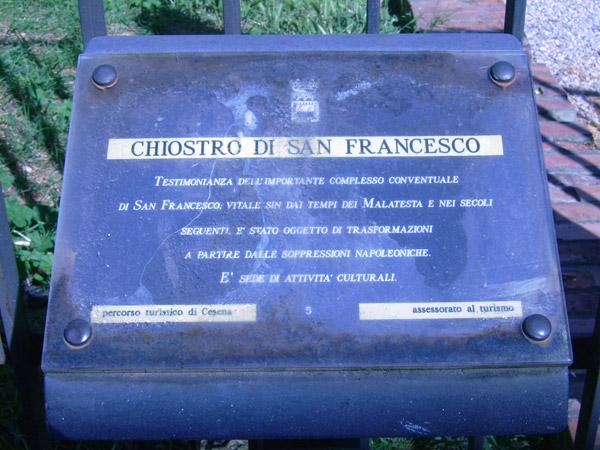 CHIOSTRO DI SAN FRANCESCO
TESTIMONIANZA DELL'IMPORTANTE COMPLESSO CONVENTUALE
DI SAN FRANCESCO; VITALE SIN DAI TEMPI DEI MALATESTA E NEI SECOLI
SEGUENTI, E' STATO OGGETTO DI TRASFORMAZIONI
A PARTIRE DALLE SOPPRESSIONI NAPOLEONICHE.
E' SEDE DI ATTIVITA' CULTURALI.
percorso turistico di Cesena 5 assessorato al turismo